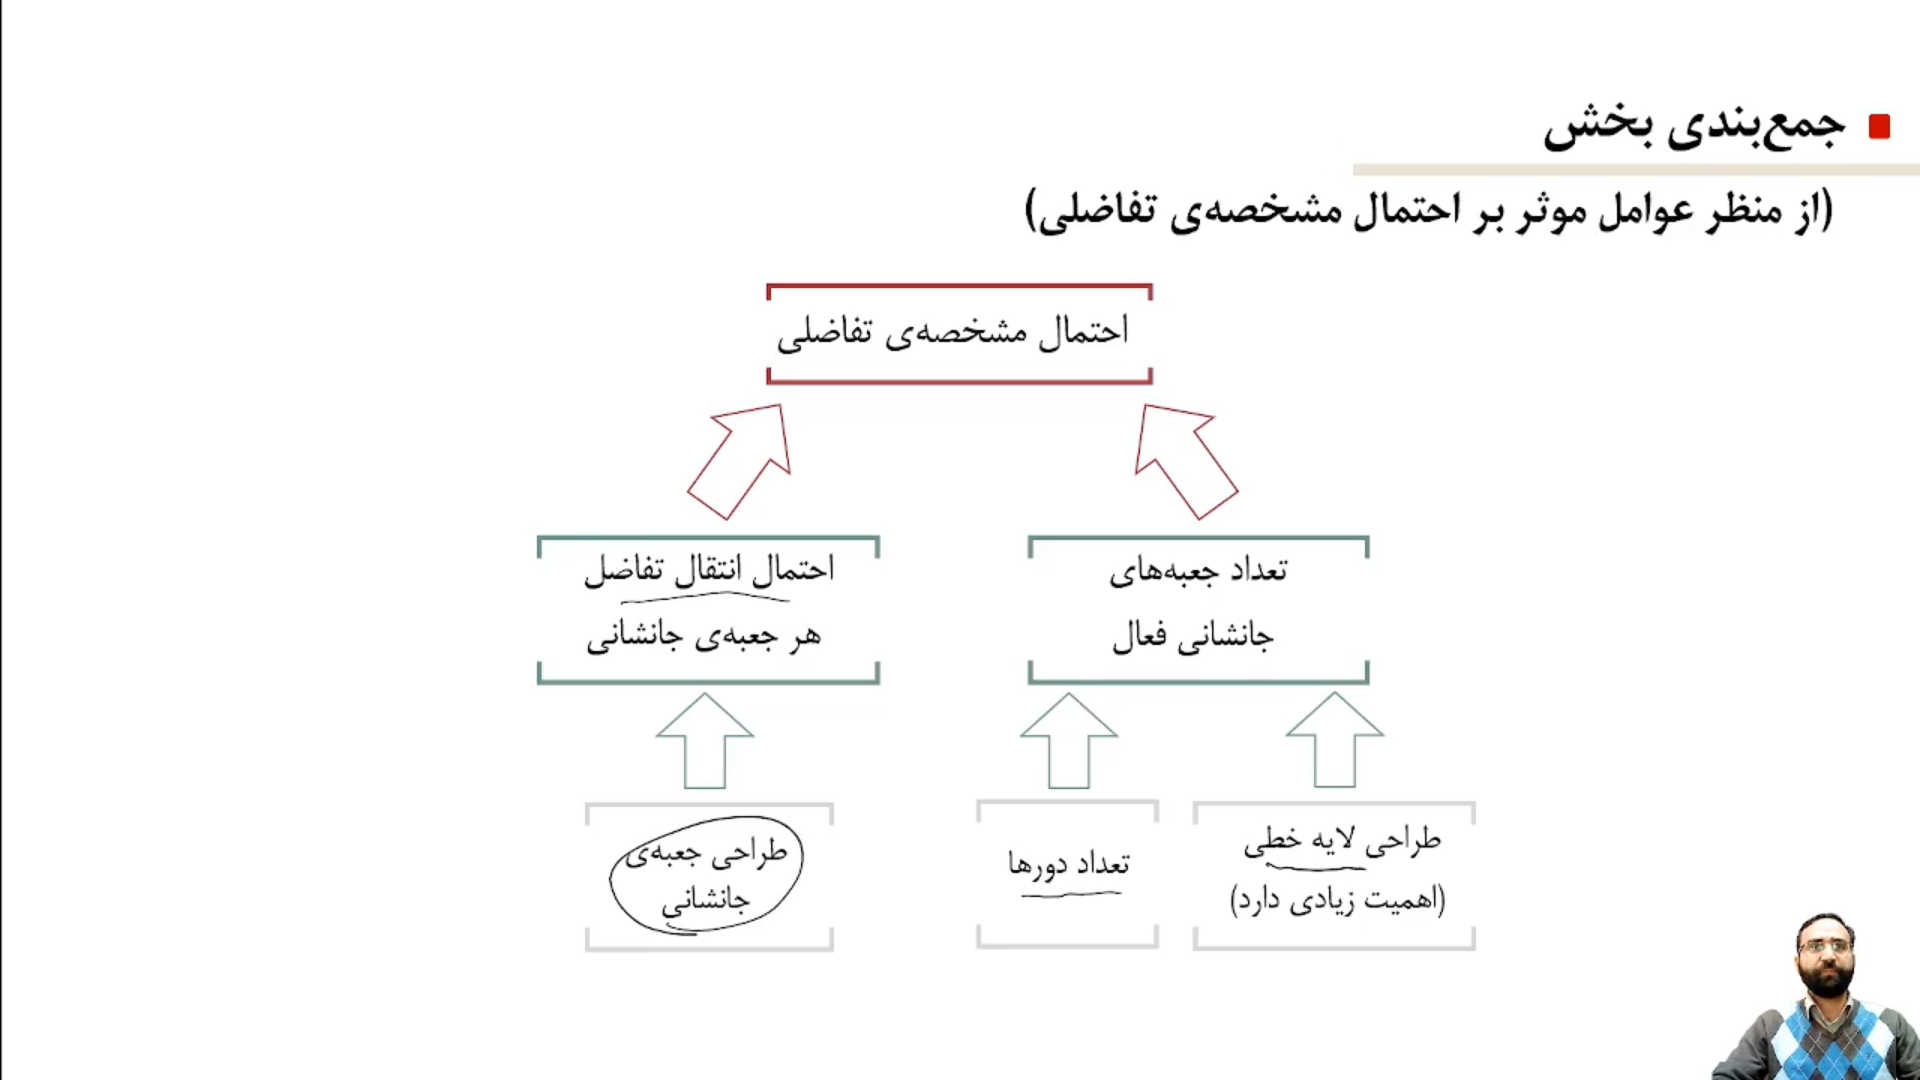 جمع‌بندی بخش
(از منظر عوامل موثر بر احتمال مشخصه‌ی تفاضلی)
احتمال مشخصه‌ی تفاضلی
تعداد جعبه‌های
جانشانی فعال
احتمال انتقال تفاضل
هر جعبه‌ی جانشانی
طراحی لایه خطی
(اهمیت زیادی دارد)
تعداد دورها
طراحی جعبه‌ی
جانشانی